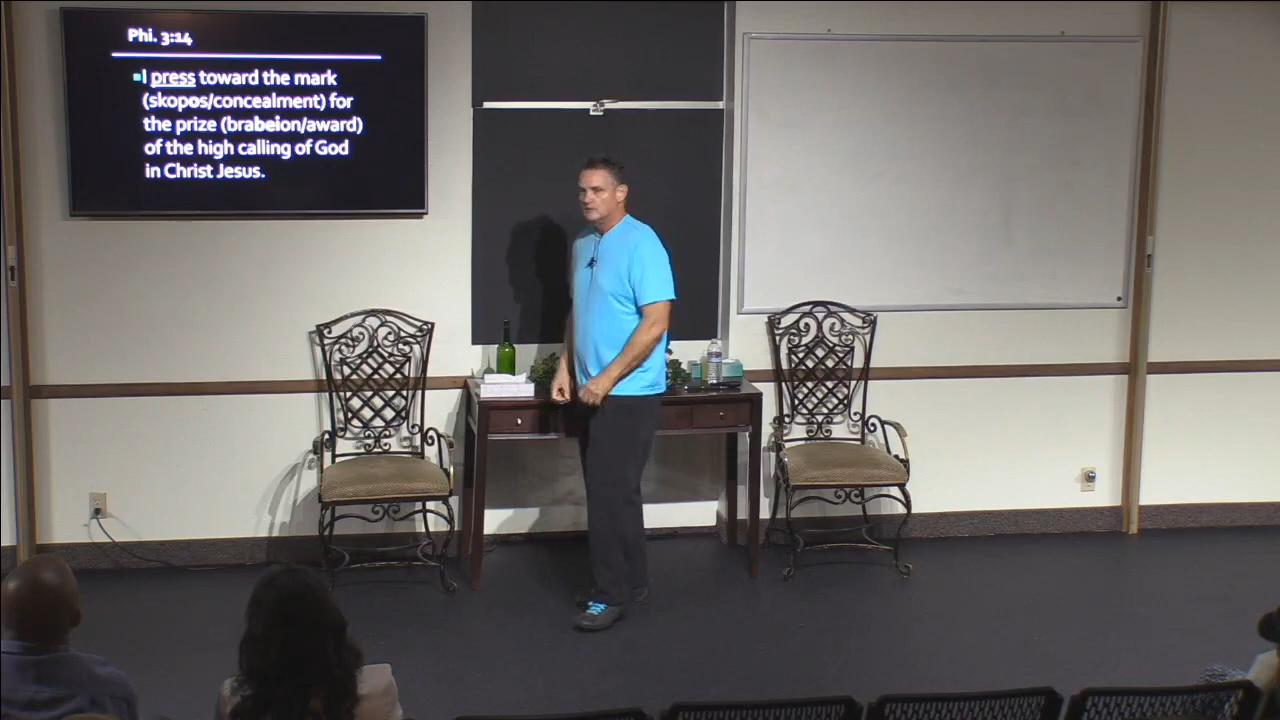 Phi. 3:14
▪I press toward the mark
(skopos/concealment) for
the prize (brabeion/award)
of the high calling of God
in Christ Jesus.